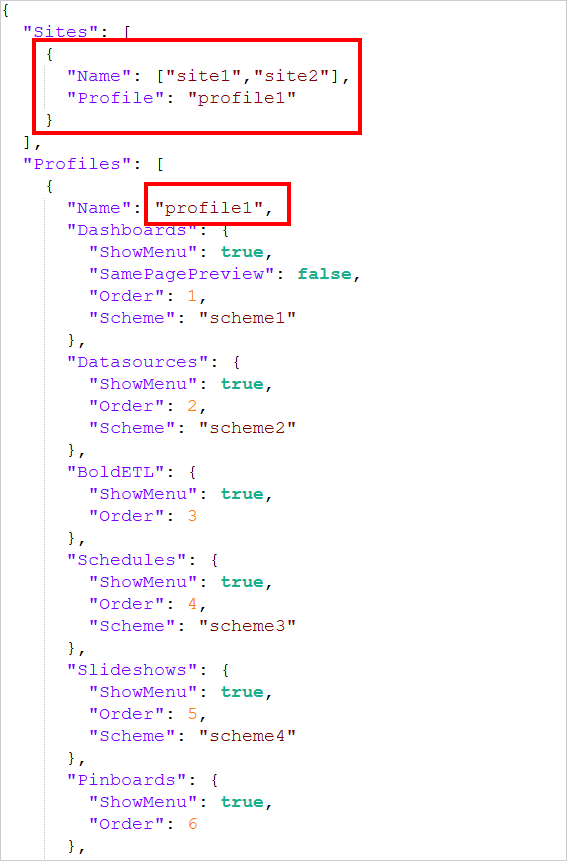 {
  "Sites": [
    {
      "Name": ["site1","site2"],
      "Profile": "profile1"
    }
  ],
  "Profiles": [
    {
      "Name": "profile1",
      "Dashboards": {
        "ShowMenu": true,
        "SamePagePreview": false,
        "Order": 1,
        "Scheme": "scheme1"
      },
      "Datasources": {
        "ShowMenu": true,
        "Order": 2,
        "Scheme": "scheme2"
      },
      "BoldETL": {
        "ShowMenu": true,
        "Order": 3
      },
      "Schedules": {
        "ShowMenu": true,
        "Order": 4,
        "Scheme": "scheme3"
      },
      "Slideshows": {
        "ShowMenu": true,
        "Order": 5,
        "Scheme": "scheme4"
      },
      "Pinboards": {
        "ShowMenu": true,
        "Order": 6
      },